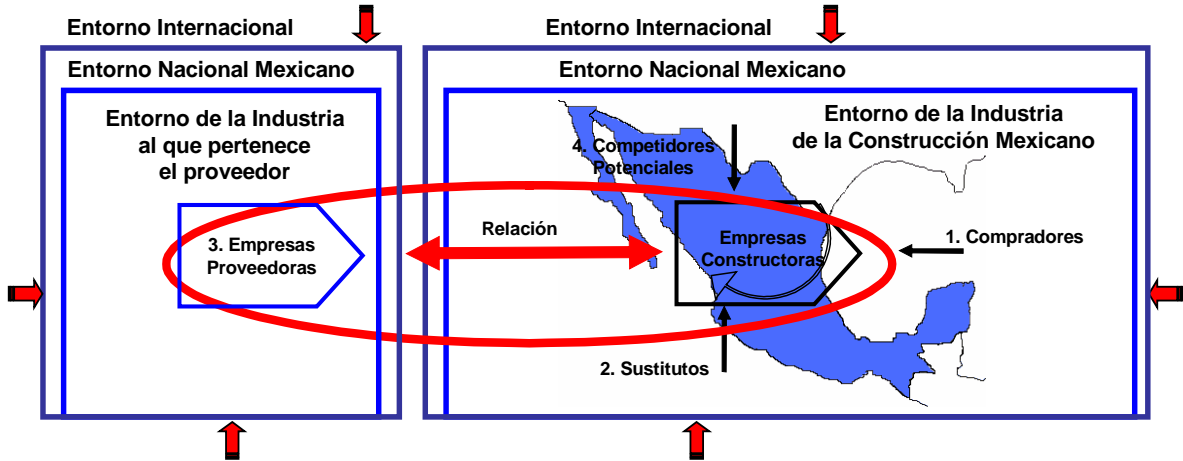 Entorno Internacional
Entorno Nacional Mexicano
Entorno de la Industria
al que pertenece
el proveedor
3. Empresas
Proveedoras
Relación
Entorno Internacional
Entorno Nacional Mexicano
Entorno de la Industria
de la Construcción Mexicano
4. Competidores
Potenciales
Empresas
Constructoras
1. Compradores
2. Sustitutos